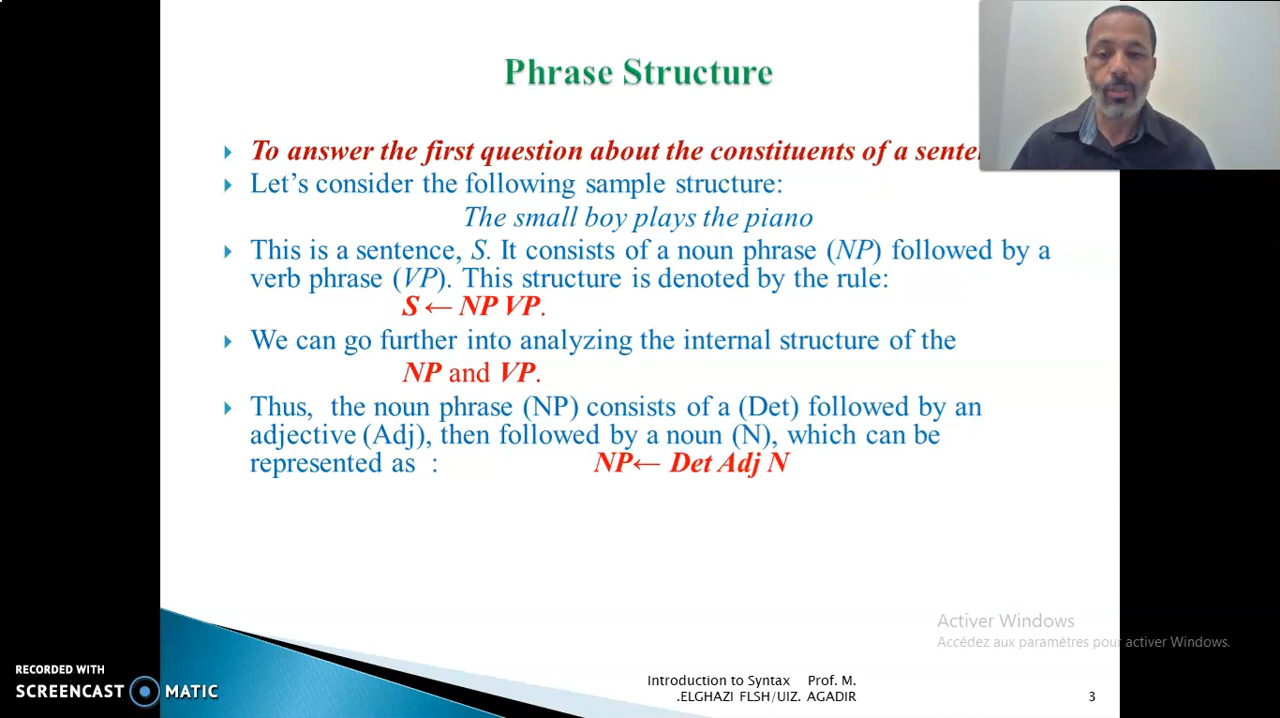 Phrase Structure
To answer the first question about the constituents of a sente
Let's consider the following sample structure:
The small boy plays the piano
This is a sentence, S. It consists of a noun phrase (NP) followed by a
verb phrase (VP). This structure is denoted by the rule:
S ← NP VP.
We can go further into analyzing the internal structure of the
NP and VP.
Thus, the noun phrase (NP) consists of a (Det) followed by an
adjective (Adj), then followed by a noun (N), which can be
represented as : NP← Det Adj N
Activer Windows
Accédez aux paramètres pour activer Windows.
RECORDED WITH
SCREENCAST MATIC
Introduction to Syntax Prof. M.
.ELGHAZI FLSH/UIZ. AGADIR
3